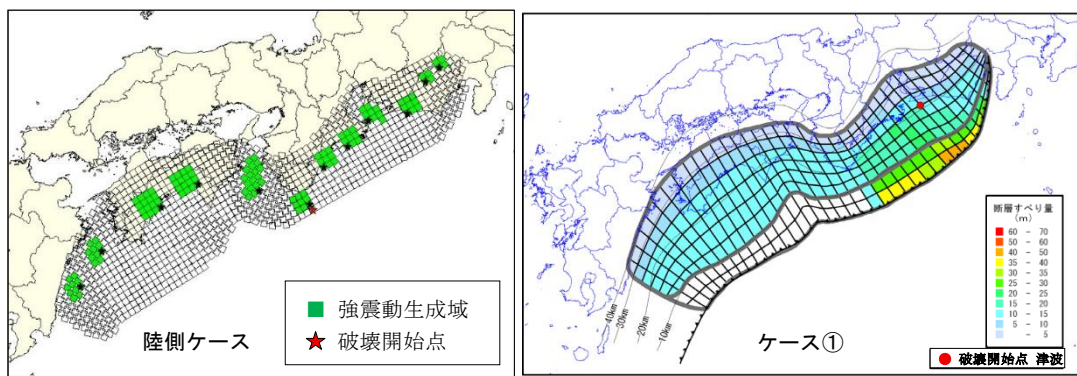 陸側ケース
強震動生成域
破壊開始点
-40km
-30km
-20km
-10km
ケース①
断層すべり量
(m)
60 - 70
50 - 60
40 - 50
35 - 40
30 - 35
25 - 30
20 - 25
15 - 20
10 - 15
5 - 10
- 5
破壊開始点 津波